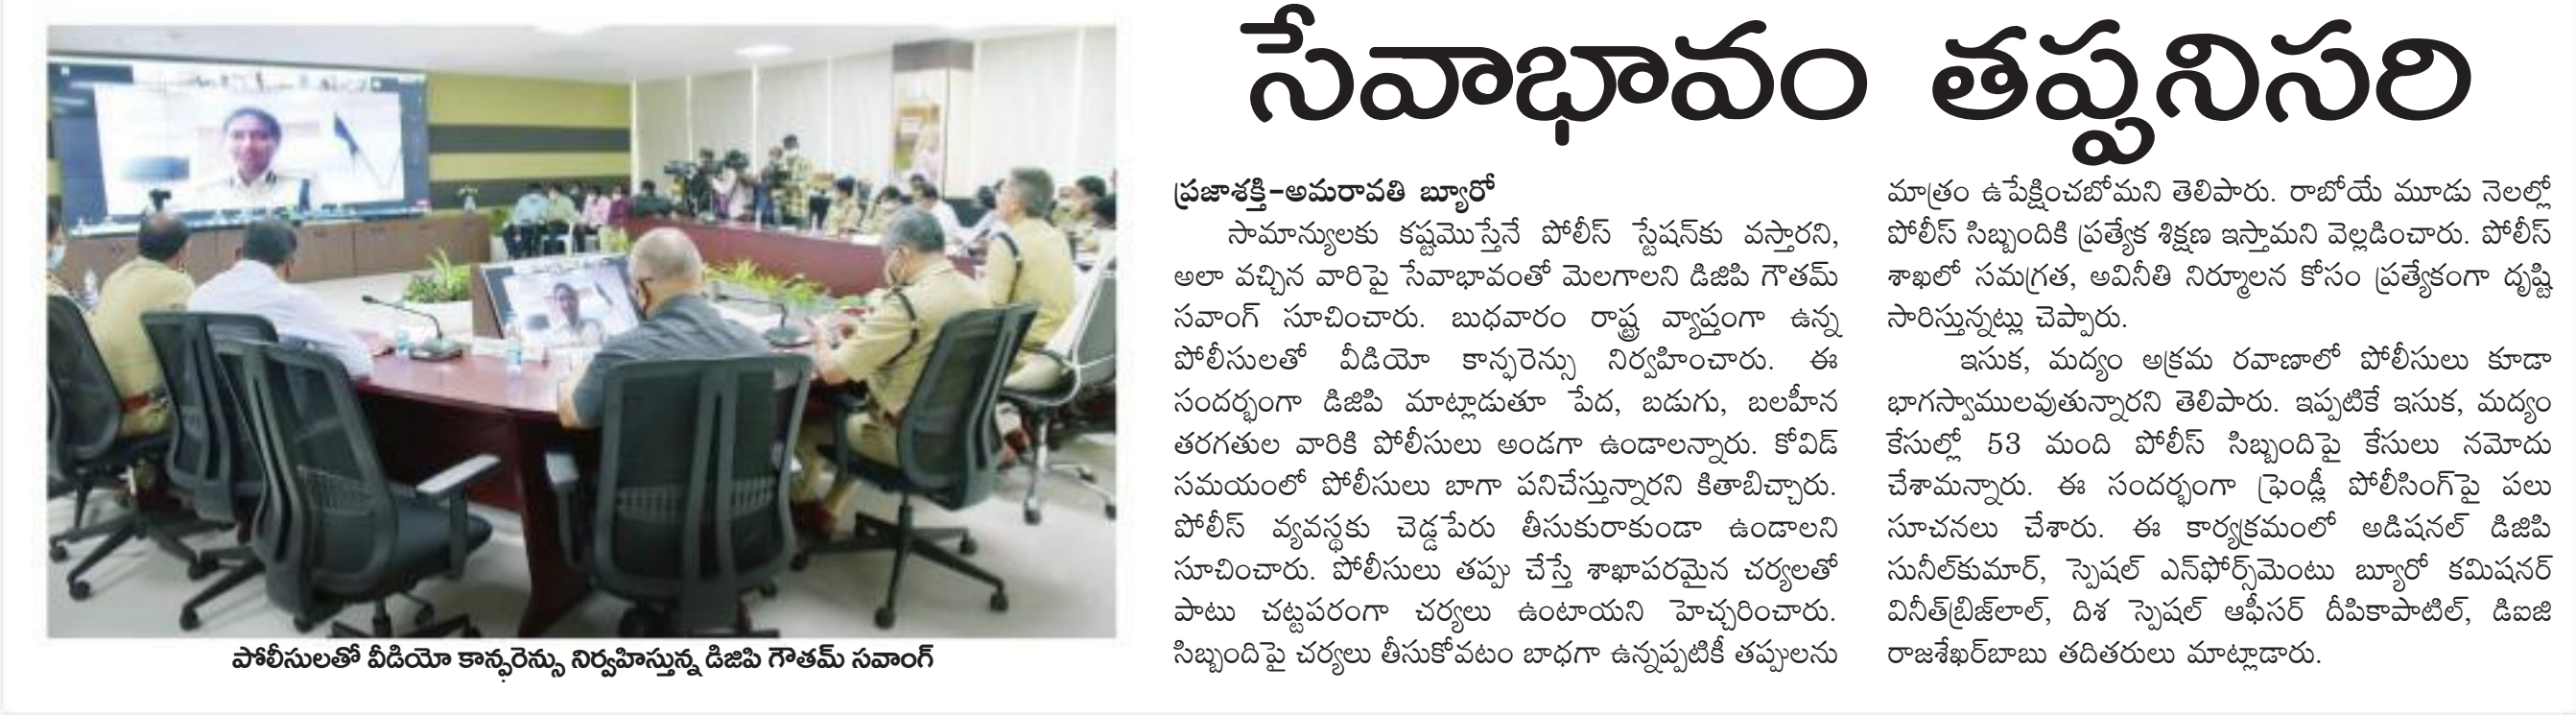 సేవాభావం తప్పనిసరి
ప్రజాశక్తి-అమరావతి బ్యూరో
సామాన్యులకు కష్టమొస్తేనే పోలీస్ స్టేషన్‌కు వస్తారని,
అలా వచ్చిన వారిపై సేవాభావంతో మెలగాలని డిజిపి గౌతమ్
సవాంగ్ సూచించారు. బుధవారం రాష్ట్ర వ్యాప్తంగా ఉన్న
పోలీసులతో వీడియో కాన్ఫరెన్సు నిర్వహించారు. ఈ
సందర్భంగా డిజిపి మాట్లాడుతూ పేద, బడుగు, బలహీన
తరగతుల వారికి పోలీసులు అండగా ఉండాలన్నారు. కోవిడ్
సమయంలో పోలీసులు బాగా పనిచేస్తున్నారని కితాబిచ్చారు.
పోలీస్ వ్యవస్థకు చెడ్డపేరు తీసుకురాకుండా ఉండాలని
సూచించారు. పోలీసులు తప్పు చేస్తే శాఖాపరమైన చర్యలతో
పాటు చట్టపరంగా చర్యలు ఉంటాయని హెచ్చరించారు.
సిబ్బందిపై చర్యలు తీసుకోవటం బాధగా ఉన్నప్పటికీ తప్పులను
మాత్రం ఉపేక్షించబోమని తెలిపారు. రాబోయే మూడు నెలల్లో
పోలీస్ సిబ్బందికి ప్రత్యేక శిక్షణ ఇస్తామని వెల్లడించారు. పోలీస్
శాఖలో సమగ్రత, అవినీతి నిర్మూలన కోసం ప్రత్యేకంగా దృష్టి
సారిస్తున్నట్లు చెప్పారు.
ఇసుక, మద్యం అక్రమ రవాణాలో పోలీసులు కూడా
భాగస్వాములవుతున్నారని తెలిపారు. ఇప్పటికే ఇసుక, మద్యం
కేసుల్లో 53 మంది పోలీస్ సిబ్బందిపై కేసులు నమోదు
చేశామన్నారు. ఈ సందర్భంగా ఫ్రెండ్లీ పోలీసింగ్‌పై పలు
సూచనలు చేశారు. ఈ కార్యక్రమంలో అడిషనల్ డిజిపి
సునీల్‌కుమార్, స్పెషల్ ఎన్‌ఫోర్స్‌మెంటు బ్యూరో కమిషనర్
వినీత్‌బ్రిజ్‌లాల్, దిశ స్పెషల్ ఆఫీసర్ దీపికాపాటిల్, డిఐజి
రాజశేఖర్‌బాబు తదితరులు మాట్లాడారు.
పోలీసులతో వీడియో కాన్ఫరెన్సు నిర్వహిస్తున్న డిజిపి గౌతమ్ సవాంగ్